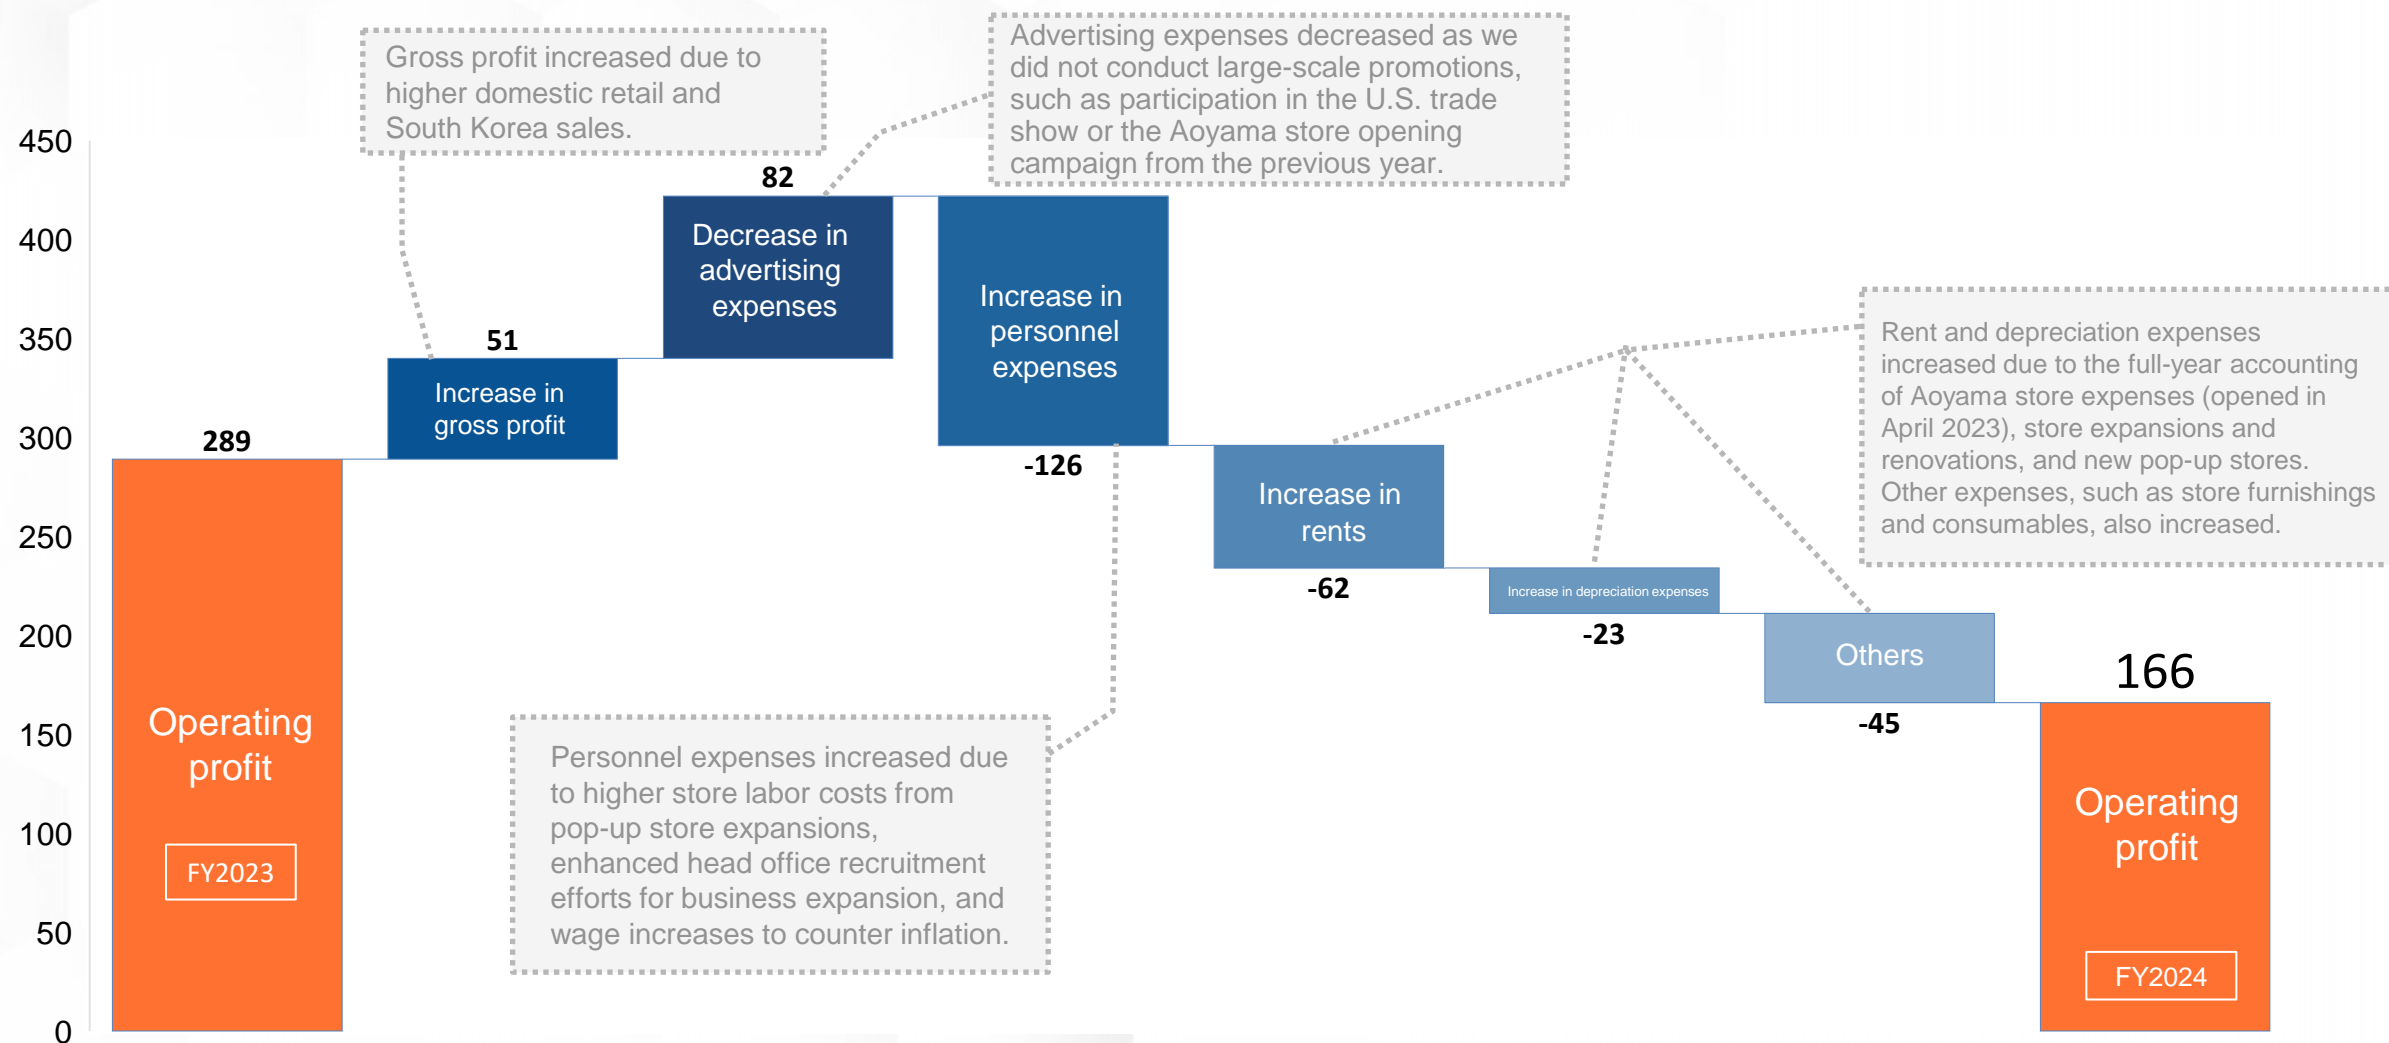 Gross profit increased due to
higher domestic retail and
South Korea sales.
Advertising expenses decreased as we
did not conduct large-scale promotions,
such as participation in the U.S. trade
show or the Aoyama store opening
campaign from the previous year.
450
400
350
300
250
200
150
100
50
0
289
Operating
profit
FY2023
51
Increase in
gross profit
82
Decrease in
advertising
expenses
Increase in
personnel
expenses
-126
Increase in
rents
-62
Increase in depreciation expenses
-23
Others
-45
166
Operating
profit
FY2024
Rent and depreciation expenses
increased due to the full-year accounting
of Aoyama store expenses (opened in
April 2023), store expansions and
renovations, and new pop-up stores.
Other expenses, such as store furnishings
and consumables, also increased.
Personnel expenses increased due
to higher store labor costs from
pop-up store expansions,
enhanced head office recruitment
efforts for business expansion, and
wage increases to counter inflation.